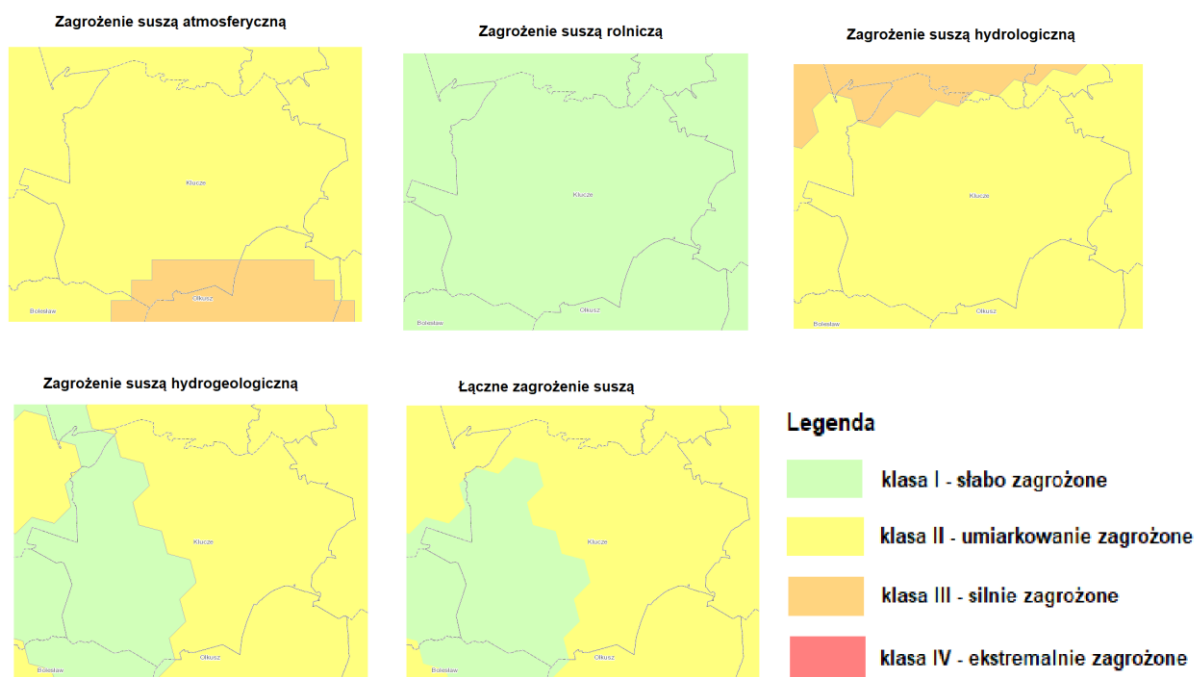 Zagrożenie suszą atmosferyczną
Klucze
Olkusz
Bolesław
Zagrożenie suszą rolniczą
Klucze
Olkusz
Bolesław
Zagrożenie suszą hydrologiczną
Klucze
Olkusz
Bolesław
Zagrożenie suszą hydrogeologiczną
Klucze
Olkusz
Bolesław
Łączne zagrożenie suszą
Klucze
Olkusz
Bolesław
Legenda
klasa I - słabo zagrożone
klasa II - umiarkowanie zagrożone
klasa III - silnie zagrożone
klasa IV - ekstremalnie zagrożone